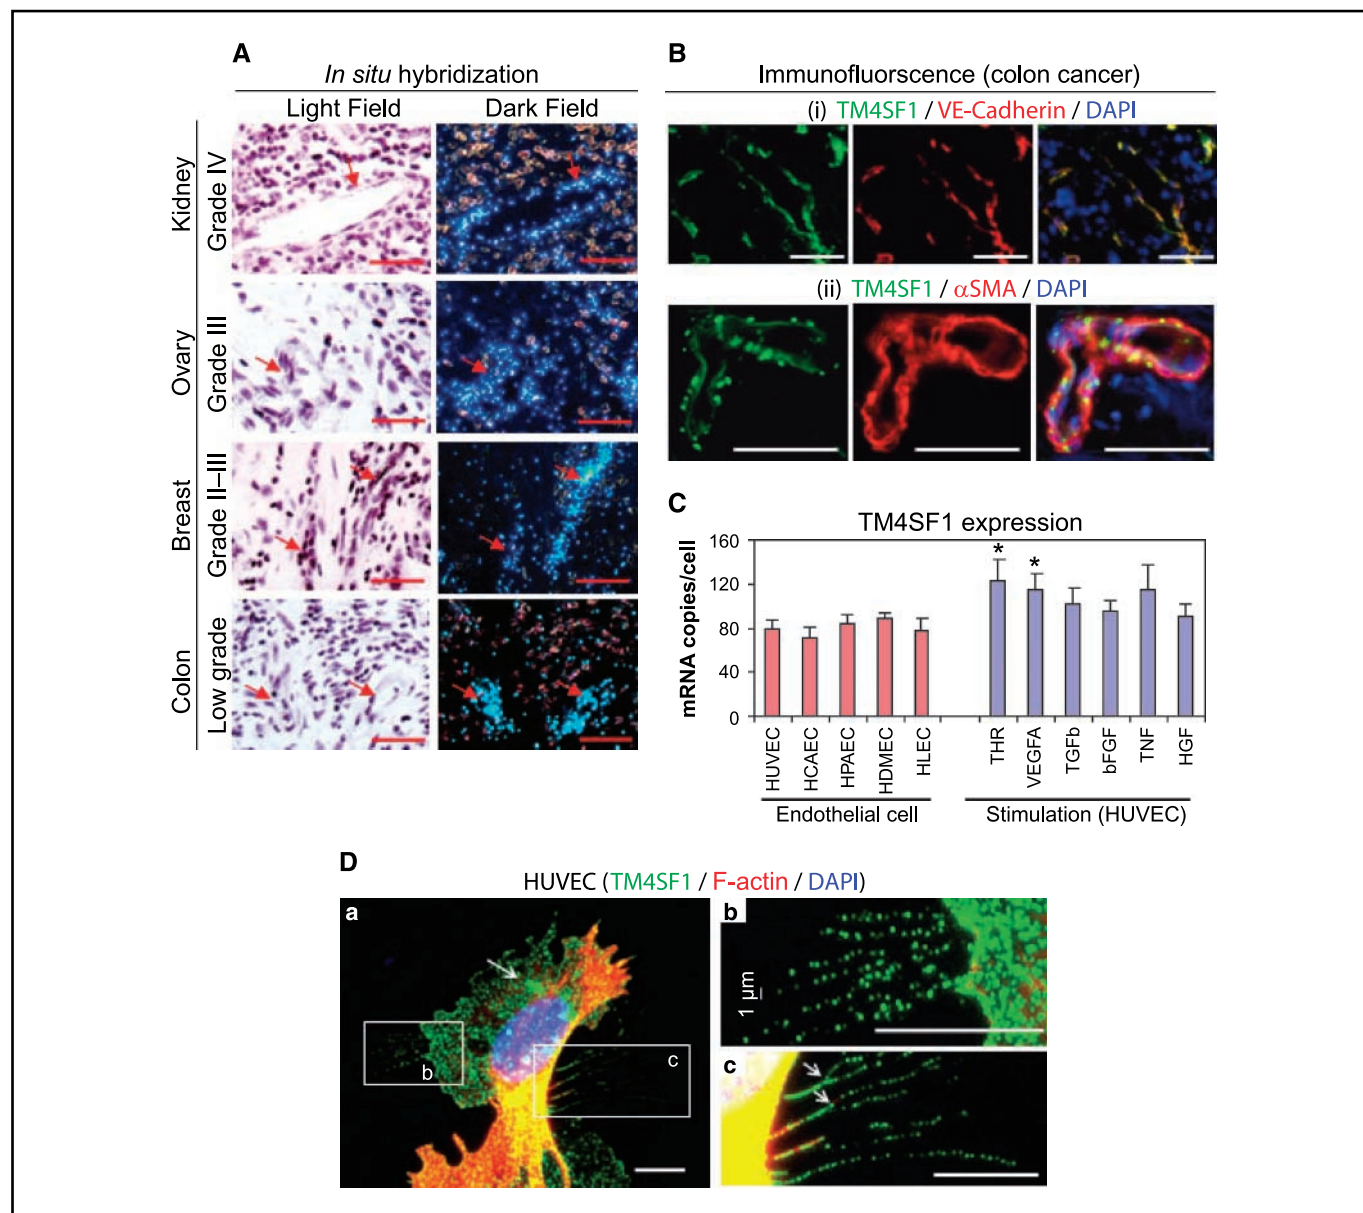 A
In situ hybridization
Light Field
Dark Field
Kidney
Grade IV
Ovary
Grade III
Breast
Grade II–III
Colon
Low grade
B
Immunofluorscence (colon cancer)
(i) TM4SF1 / VE-Cadherin / DAPI
(ii) TM4SF1 / αSMA / DAPI
C
TM4SF1 expression
mRNA copies/cell
160
120
80
40
0
* *
HUVEC
HCAEC
HPAEC
HDMEC
HLEC
THR
VEGFA
TGFb
bFGF
TNF
HGF
Endothelial cell
Stimulation (HUVEC)
D
HUVEC (TM4SF1 / F-actin / DAPI)
a
b
c
b
1 µm
c